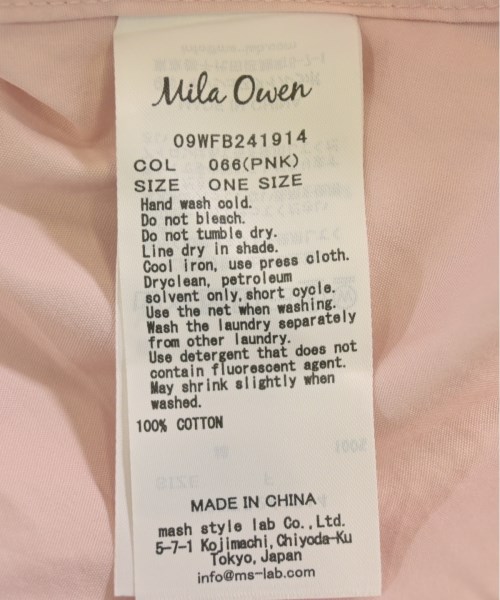 Mila Owen
09WFB241914
COL 066(PNK)
SIZE ONE SIZE
Hand wash cold.
Do not bleach.
Do not tumble dry.
Line dry in shade.
Cool iron, use press cloth.
Dryclean, petroleum
solvent only,short cycle.
Use the net when washing.
Wash the laundry separately
from other laundry.
Use detergent that does not
contain fluorescent agent.
May shrink slightly when
washed.
100% COTTON
MADE IN CHINA
mash style lab Co.,Ltd.
5-7-1 Kojimachi,Chiyoda-Ku
Tokyo,Japan
info@ms-lab.com